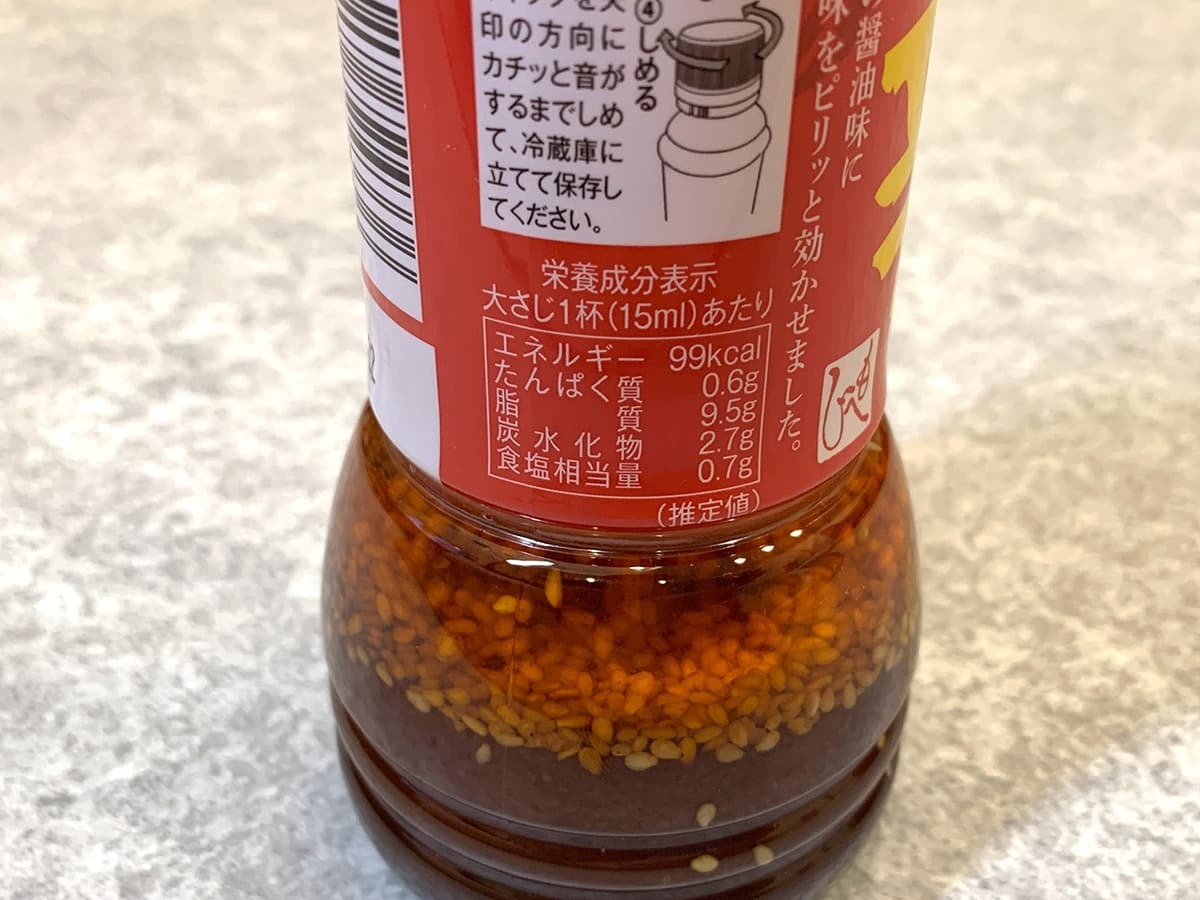 ④しめる
印の方向に
カチッと音が
するまでしめ
て、冷蔵庫に
立てて保存し
てください。
栄養成分表示
大さじ1杯(15ml)あたり
エネルギー 99kcal
たんぱく質 0.6g
脂質 9.5g
炭水化物 2.7g
食塩相当量 0.7g
(推定値)
醤油味に
味をピリッと効かせました。